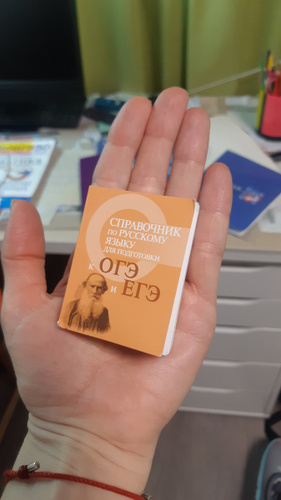 СПРАВОЧНИК
ПО РУССКОМУ
ЯЗЫКУ
ДЛЯ ПОДГОТОВКИ
К ОГЭ
И ЕГЭ